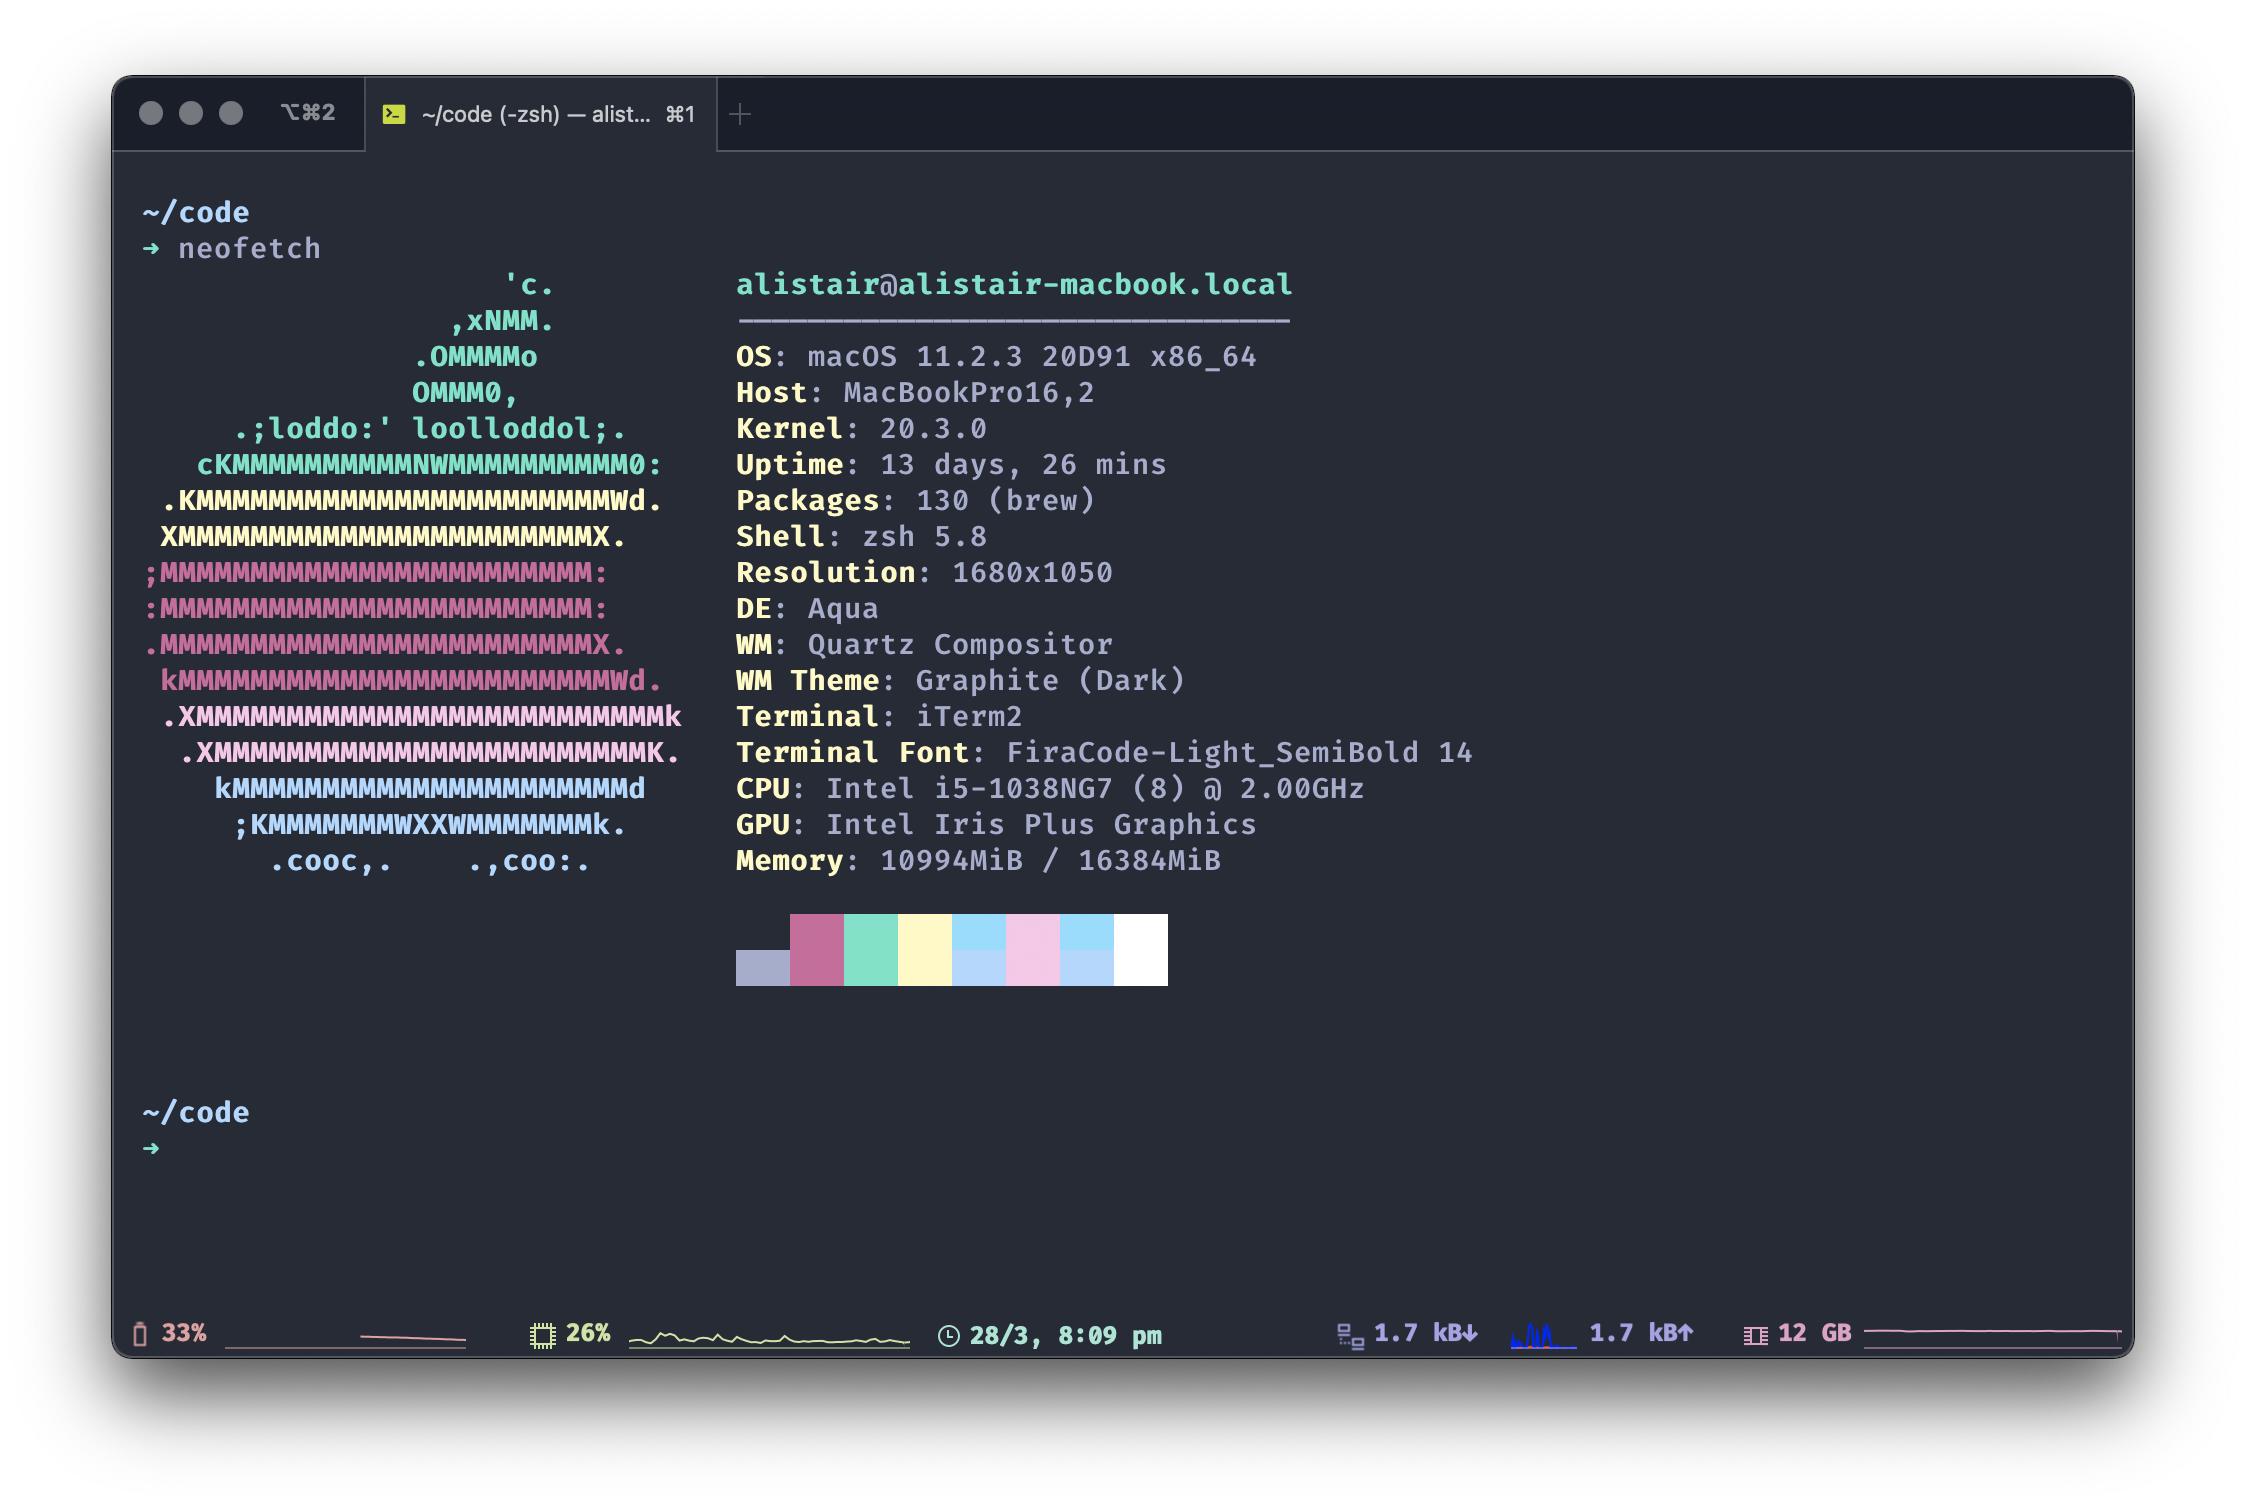 ⌥⌘2 ~/code (-zsh) — alist... ⌘1 +
~/code
➜ neofetch
'c. alistair@alistair-macbook.local
,xNMM. -------------------------------
.OMMMMo OS: macOS 11.2.3 20D91 x86_64
OMMM0, Host: MacBookPro16,2
.;loddo:' loolloddol;. Kernel: 20.3.0
cKMMMMMMMMMMNWMMMMMMMMMM0: Uptime: 13 days, 26 mins
.KMMMMMMMMMMMMMMMMMMMMMMMWd. Packages: 130 (brew)
XMMMMMMMMMMMMMMMMMMMMMMMX. Shell: zsh 5.8
;MMMMMMMMMMMMMMMMMMMMMMMM: Resolution: 1680x1050
:MMMMMMMMMMMMMMMMMMMMMMMM: DE: Aqua
.MMMMMMMMMMMMMMMMMMMMMMMMX. WM: Quartz Compositor
kMMMMMMMMMMMMMMMMMMMMMMMMWd. WM Theme: Graphite (Dark)
.XMMMMMMMMMMMMMMMMMMMMMMMMMMk Terminal: iTerm2
.XMMMMMMMMMMMMMMMMMMMMMMMMK. Terminal Font: FiraCode-Light_SemiBold 14
kMMMMMMMMMMMMMMMMMMMMMMd CPU: Intel i5-1038NG7 (8) @ 2.00GHz
;KMMMMMMMWXXWMMMMMMMk. GPU: Intel Iris Plus Graphics
.cooc,. .,coo:. Memory: 10994MiB / 16384MiB
~/code
➜
33% 26% 28/3, 8:09 pm 1.7 kB↓ 1.7 kB↑ 12 GB